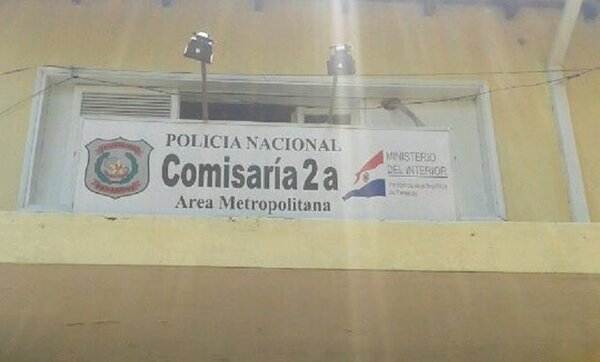 POLICIA NACIONAL
Comisaría 2 a
Area Metropolitana
MINISTERIO
DEL INTERIOR